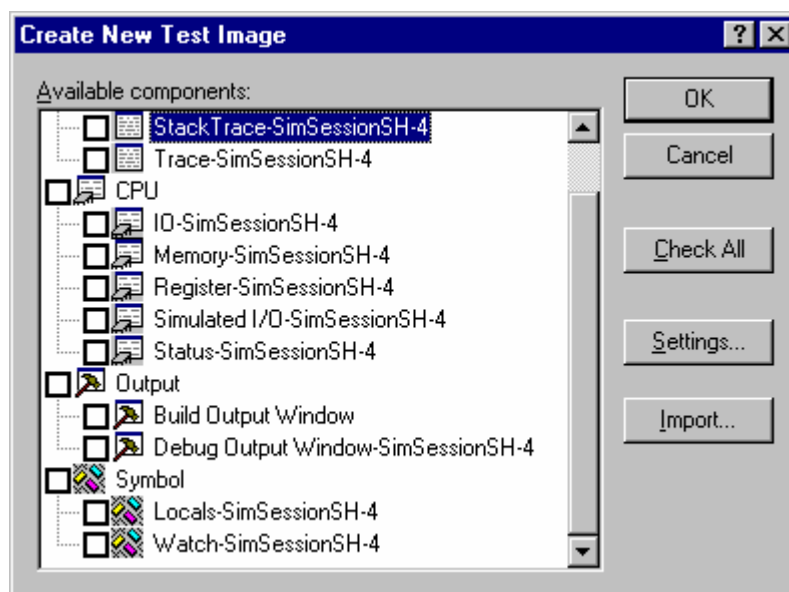 Create New Test Image
Available components:
StackTrace-SimSessionSH-4
Trace-SimSessionSH-4
CPU
IO-SimSessionSH-4
Memory-SimSessionSH-4
Register-SimSessionSH-4
Simulated I/O-SimSessionSH-4
Status-SimSessionSH-4
Output
Build Output Window
Debug Output Window-SimSessionSH-4
Symbol
Locals-SimSessionSH-4
Watch-SimSessionSH-4
OK
Cancel
Check All
Settings...
Import...